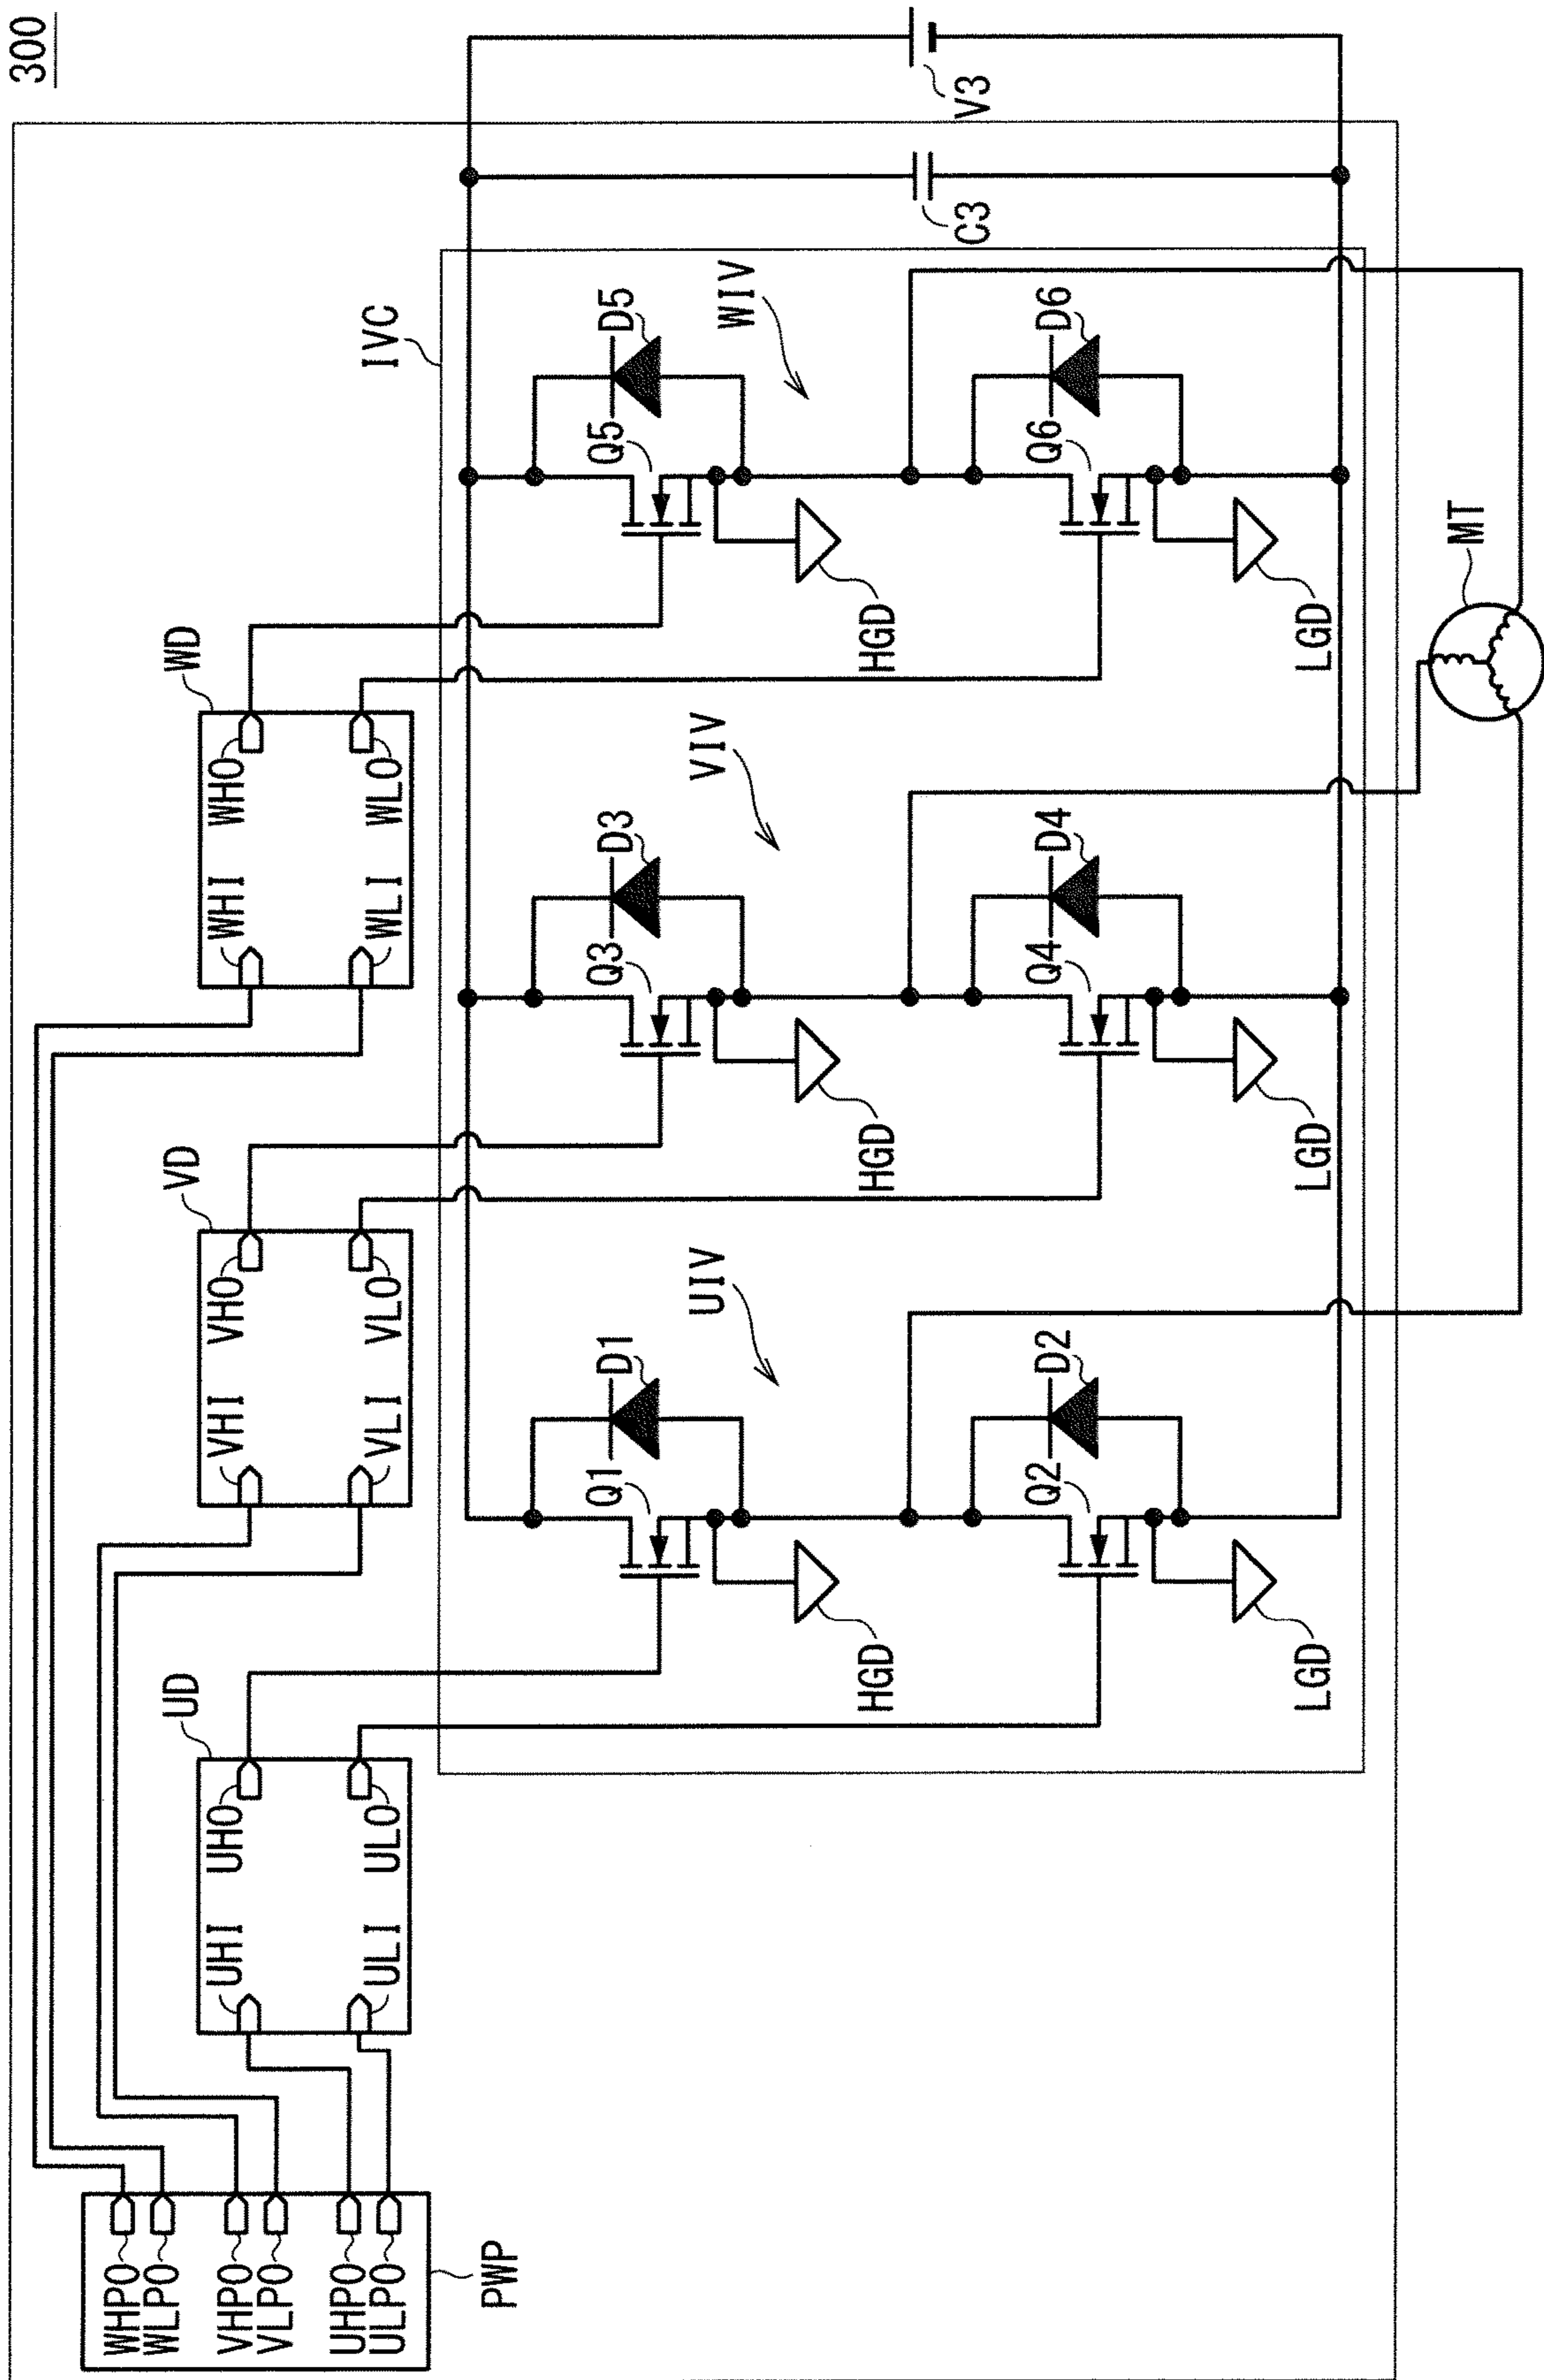 300
WHPO
WLPO
VHPO
VLPO
UHPO
ULPO
PWP
UD
UHI
UHO
ULI
ULO
VD
VHI
VHO
VLI
VLO
WD
WHI
WHO
WLI
WLO
IVC
Q1
D1
Q3
D3
Q5
D5
UIV
VIV
WIV
HGD
HGD
HGD
Q2
D2
Q4
D4
Q6
D6
LGD
LGD
LGD
C3
V3
MT